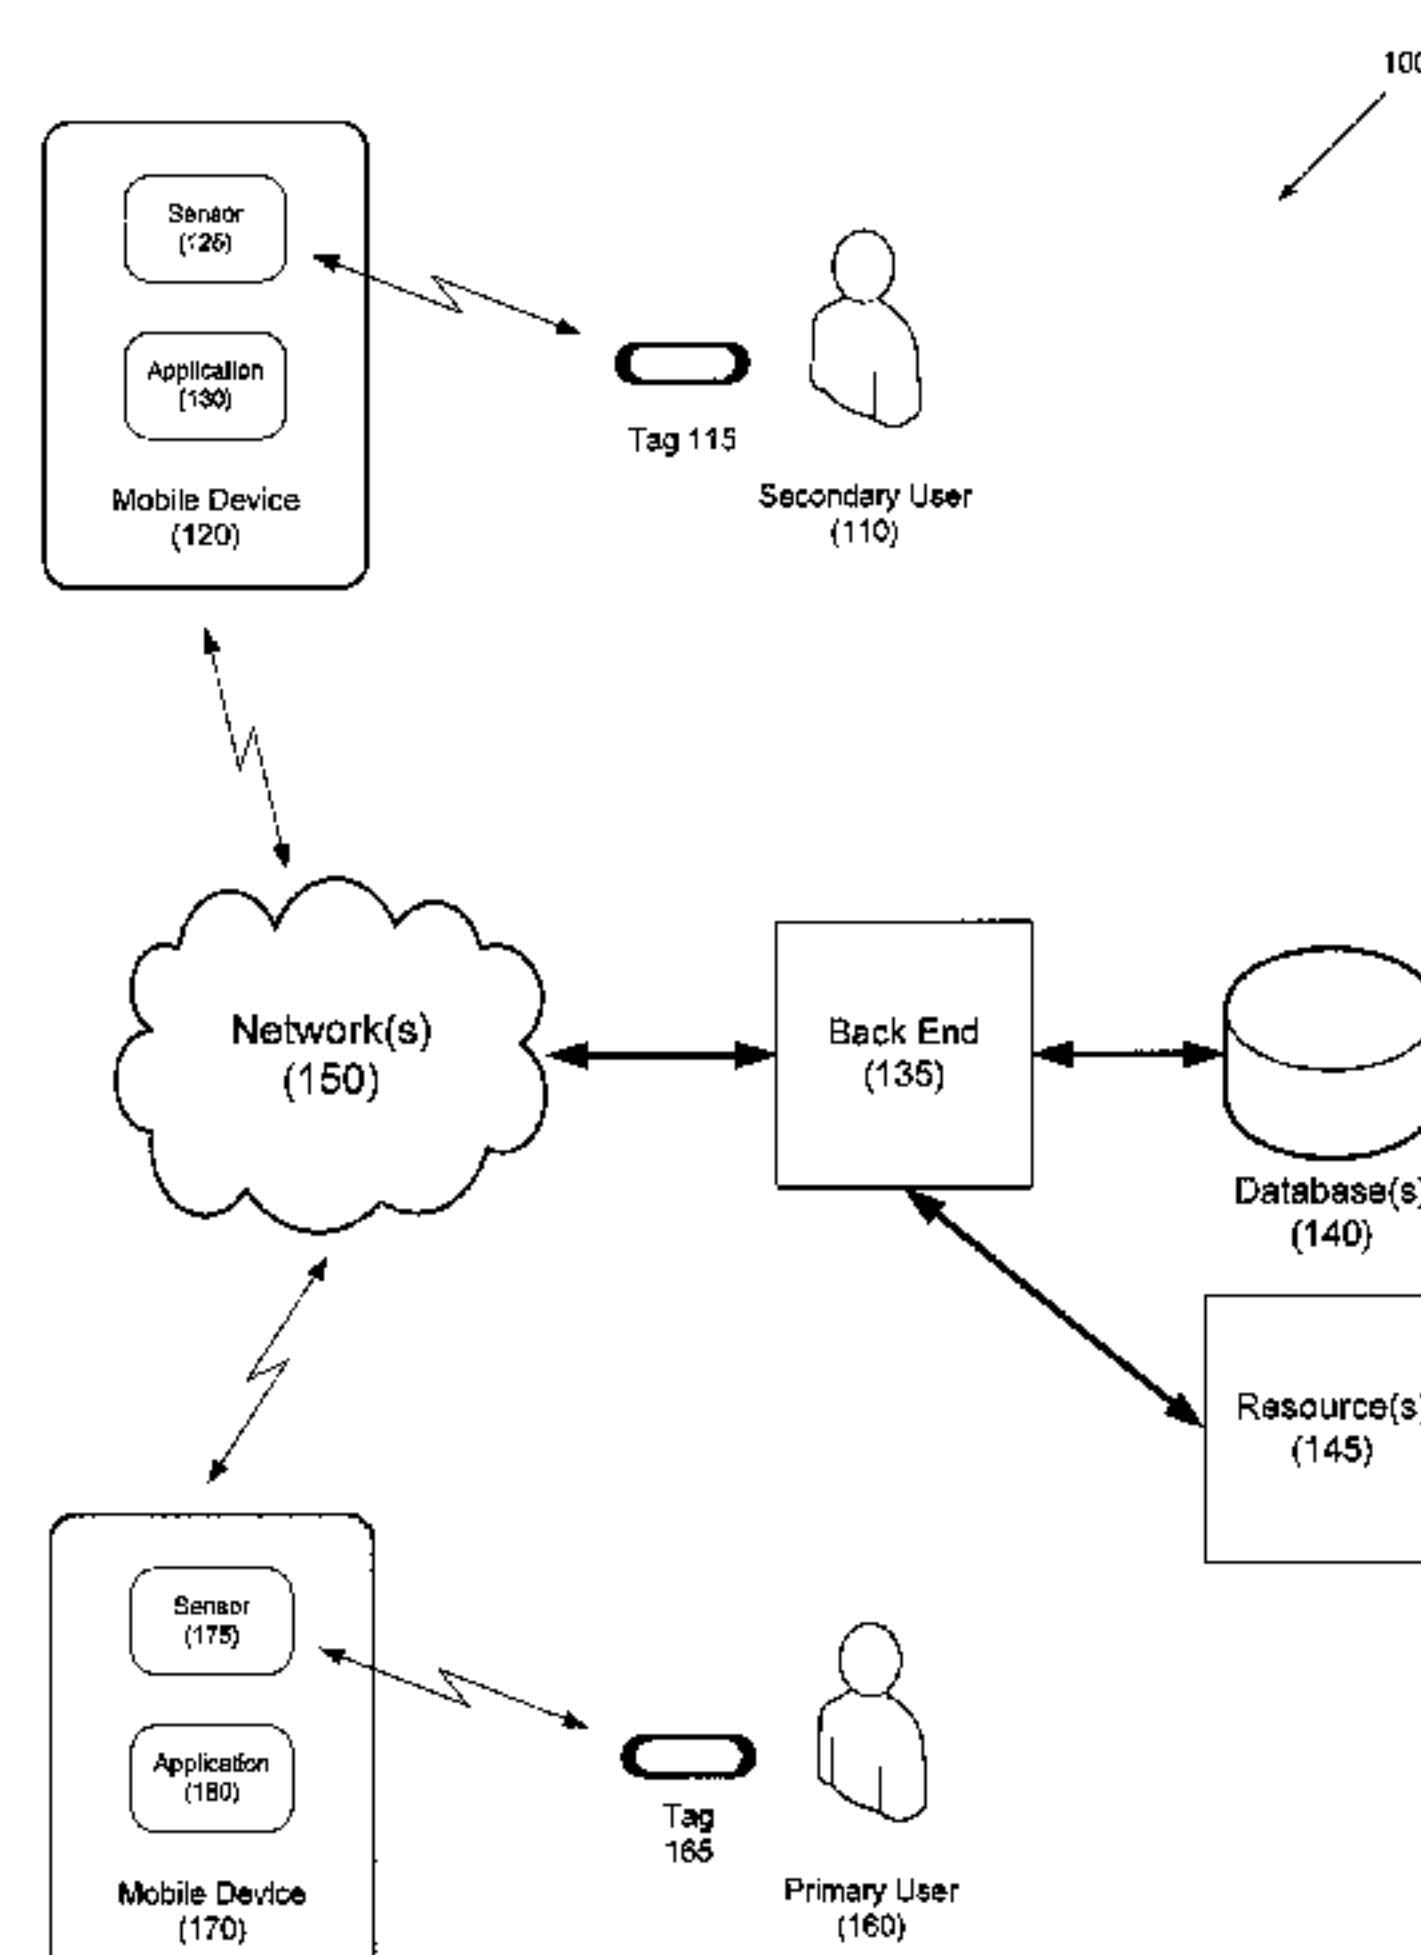 100
Sensor
(125)
Application
(130)
Mobile Device
(120)
Tag 115
Secondary User
(110)
Network(s)
(150)
Back End
(135)
Database(s)
(140)
Resource(s)
(145)
Sensor
(175)
Application
(180)
Mobile Device
(170)
Tag
165
Primary User
(160)